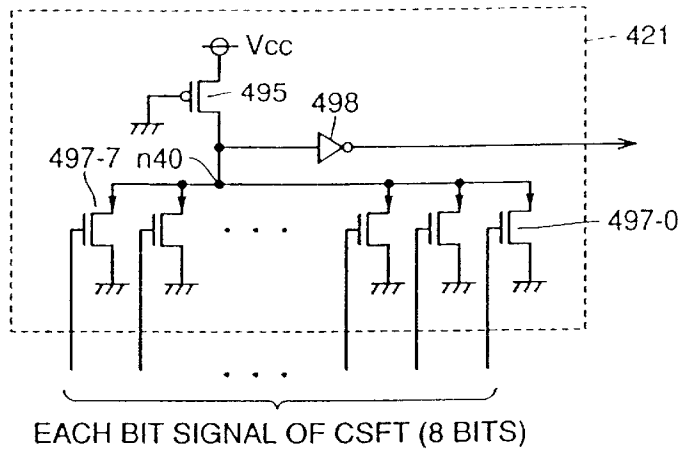 Vcc
421
495
498
497-7 n40
497-0
. . .
. . .
EACH BIT SIGNAL OF CSFT (8 BITS)